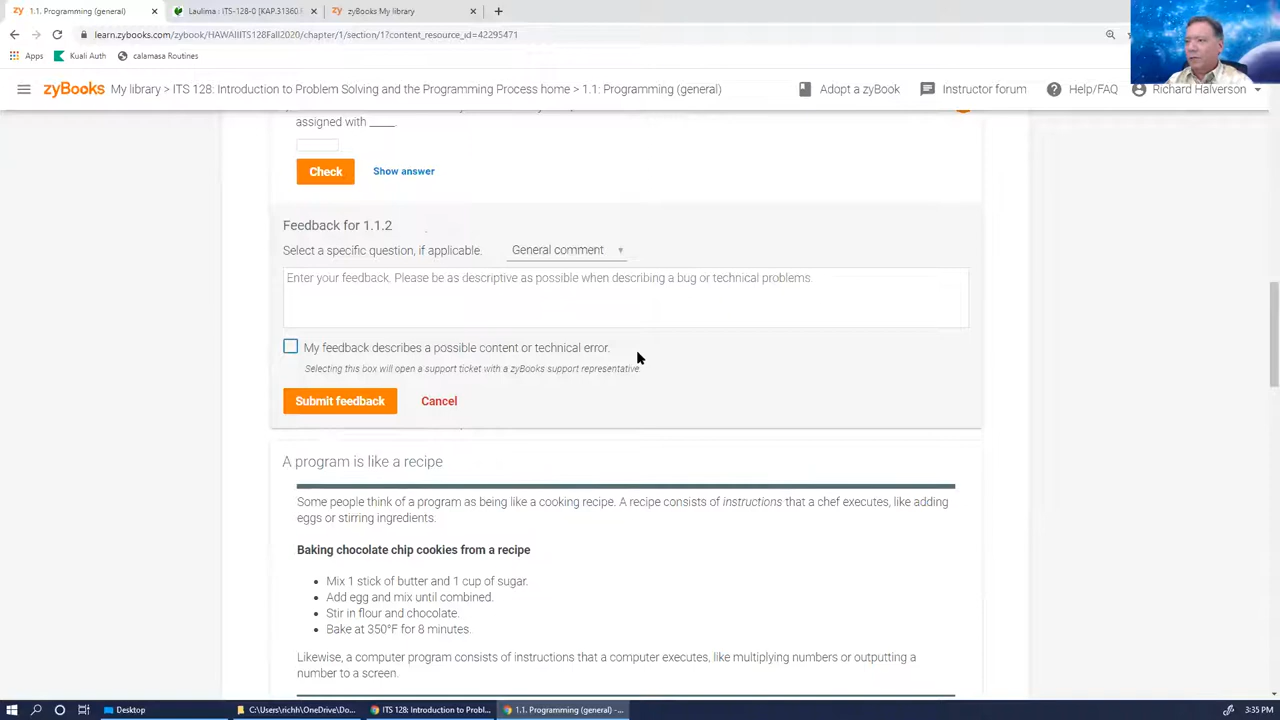 1.1. Programming (general)
Laulima : ITS-128-0 [KAP.31360.F
zyBooks My library
learn.zybooks.com/zybook/HAWAIIITS128Fall2020/chapter/1/section/1?content_resource_id=42295471
Apps
Kuali Auth
calamasa Routines
zyBooks My library > ITS 128: Introduction to Problem Solving and the Programming Process home > 1.1: Programming (general)
Adopt a zyBook
Instructor forum
Help/FAQ
Richard Halverson
assigned with _____.
Check
Show answer
Feedback for 1.1.2
Select a specific question, if applicable.
General comment
Enter your feedback. Please be as descriptive as possible when describing a bug or technical problems.
My feedback describes a possible content or technical error.
Selecting this box will open a support ticket with a zyBooks support representative
Submit feedback
Cancel
A program is like a recipe
Some people think of a program as being like a cooking recipe. A recipe consists of instructions that a chef executes, like adding
eggs or stirring ingredients.
Baking chocolate chip cookies from a recipe
• Mix 1 stick of butter and 1 cup of sugar.
• Add egg and mix until combined.
• Stir in flour and chocolate.
• Bake at 350°F for 8 minutes.
Likewise, a computer program consists of instructions that a computer executes, like multiplying numbers or outputting a
number to a screen.
Desktop
C:\Users\richh\OneDrive\Do...
ITS 128: Introduction to Probl...
1.1. Programming (general) -...
3:35 PM